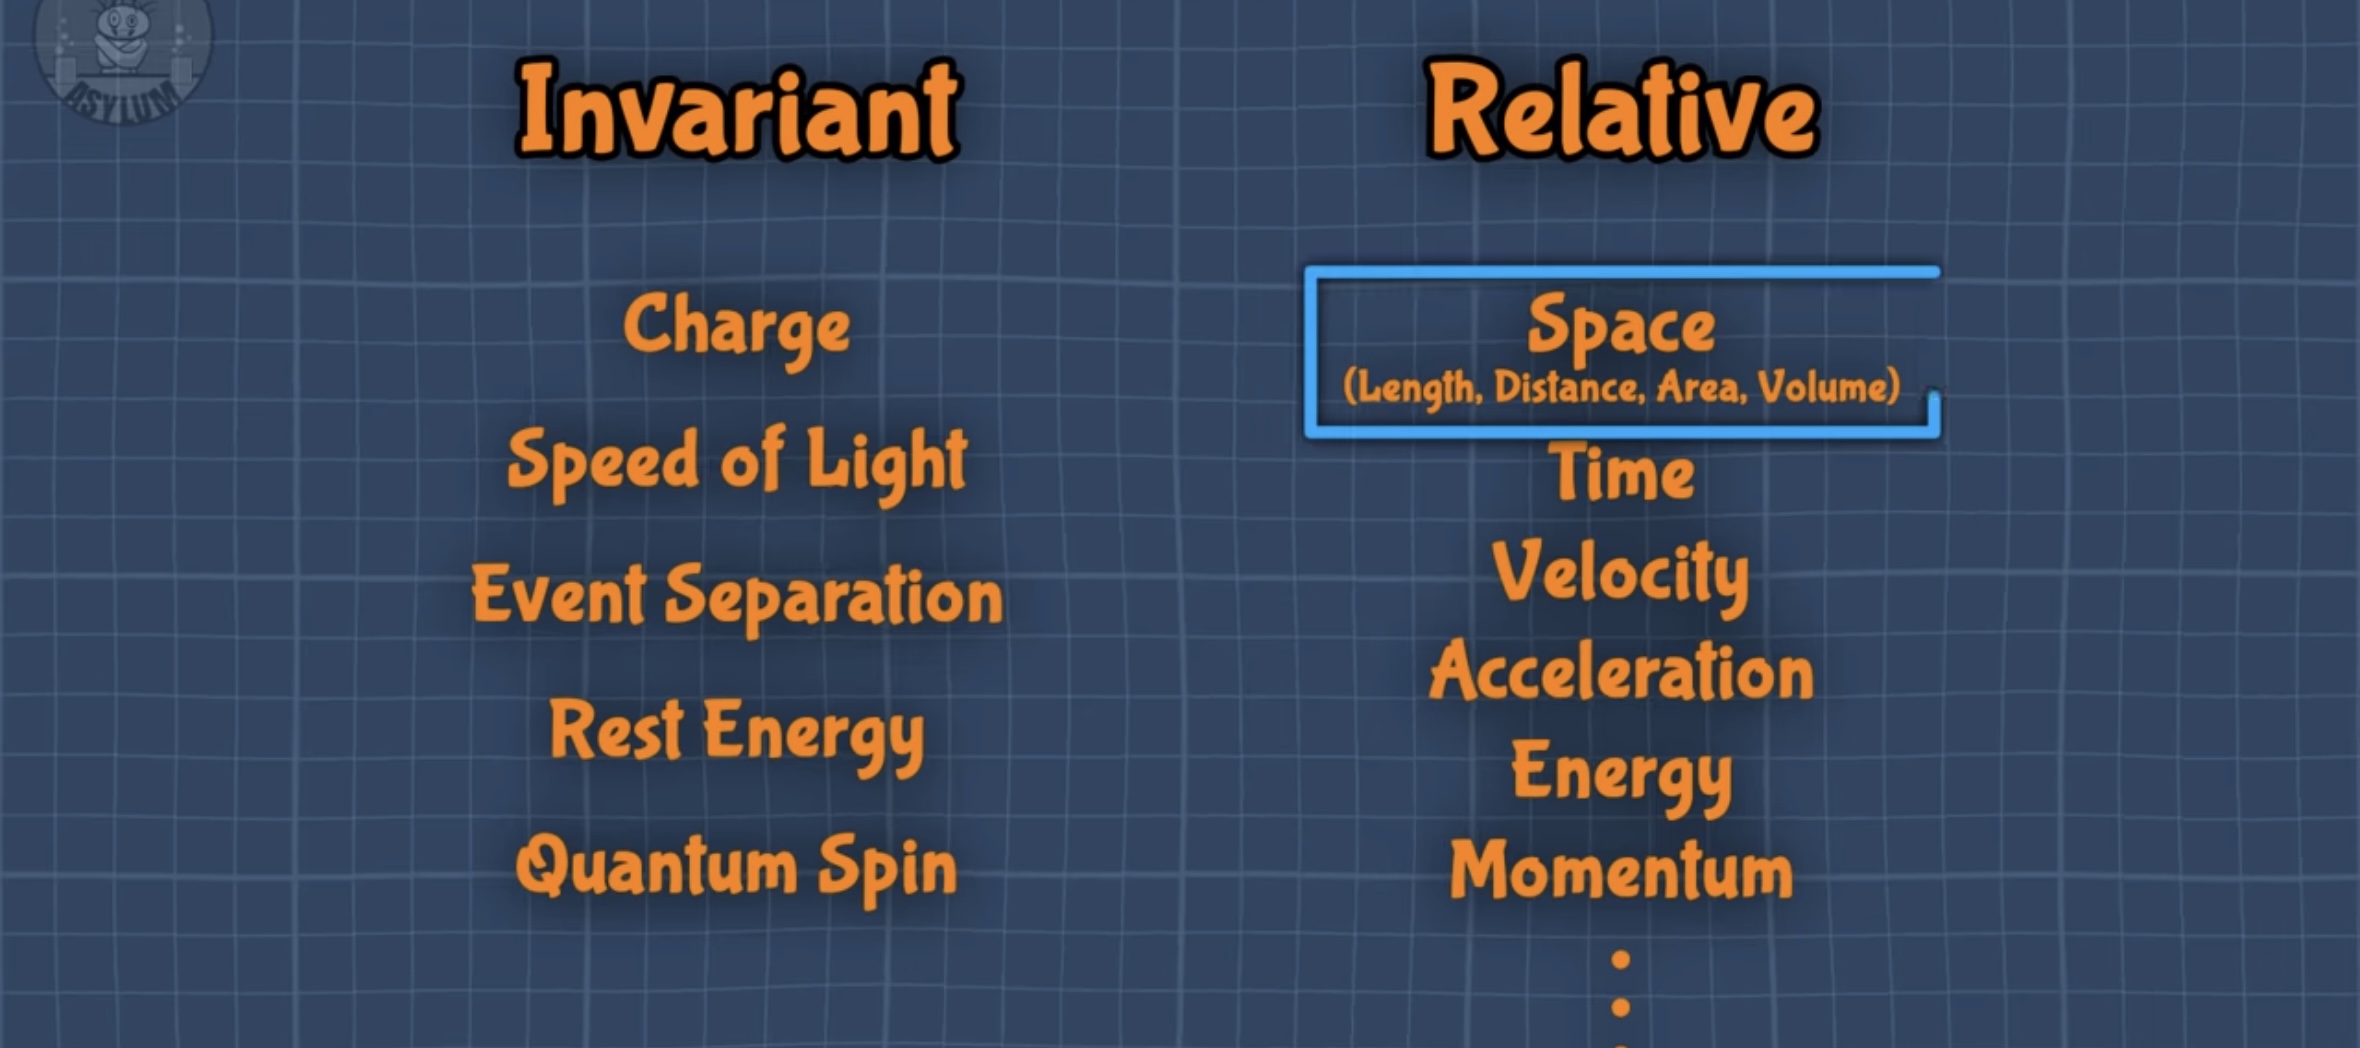 ASYLUM
Invariant
Charge
Speed of Light
Event Separation
Rest Energy
Quantum Spin
Relative
Space
(Length, Distance, Area, Volume)
Time
Velocity
Acceleration
Energy
Momentum